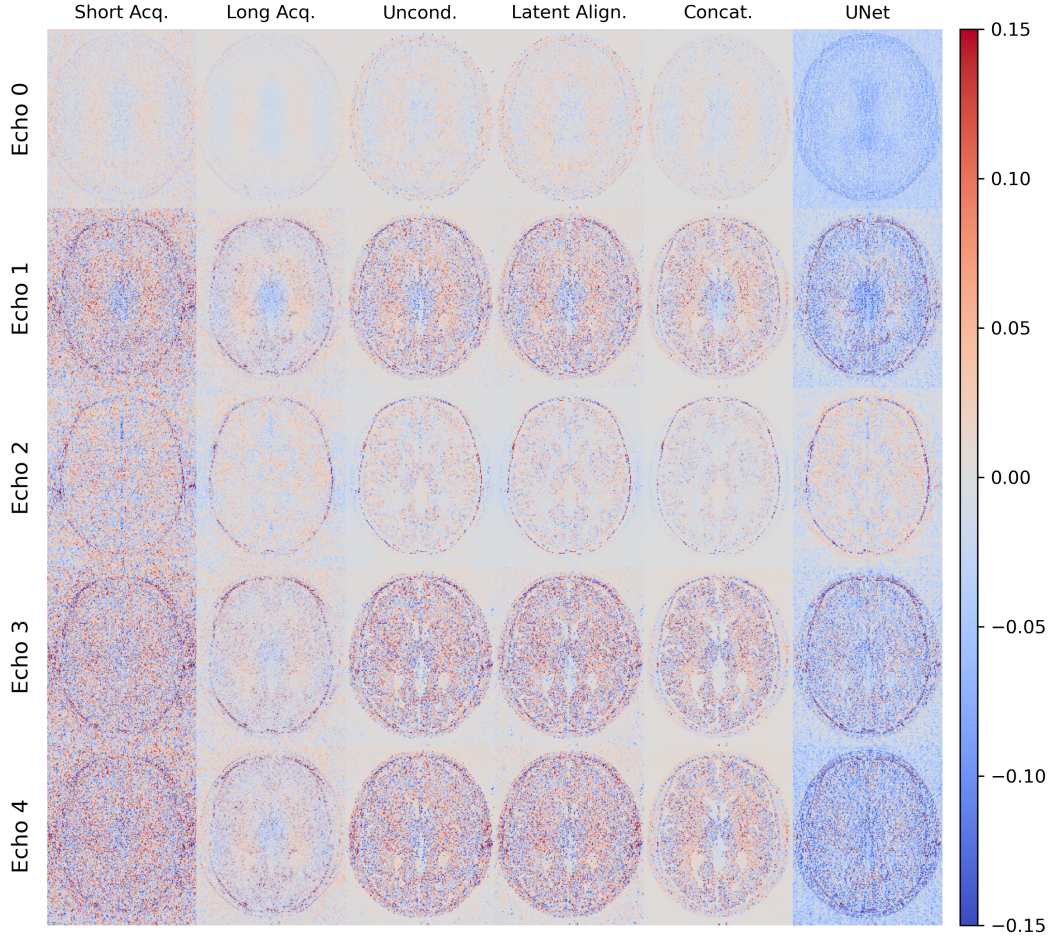 Short Acq. Long Acq. Uncond. Latent Align. Concat. UNet
Echo 0
Echo 1
Echo 2
Echo 3
Echo 4
0.15
0.10
0.05
0.00
−0.05
−0.10
−0.15